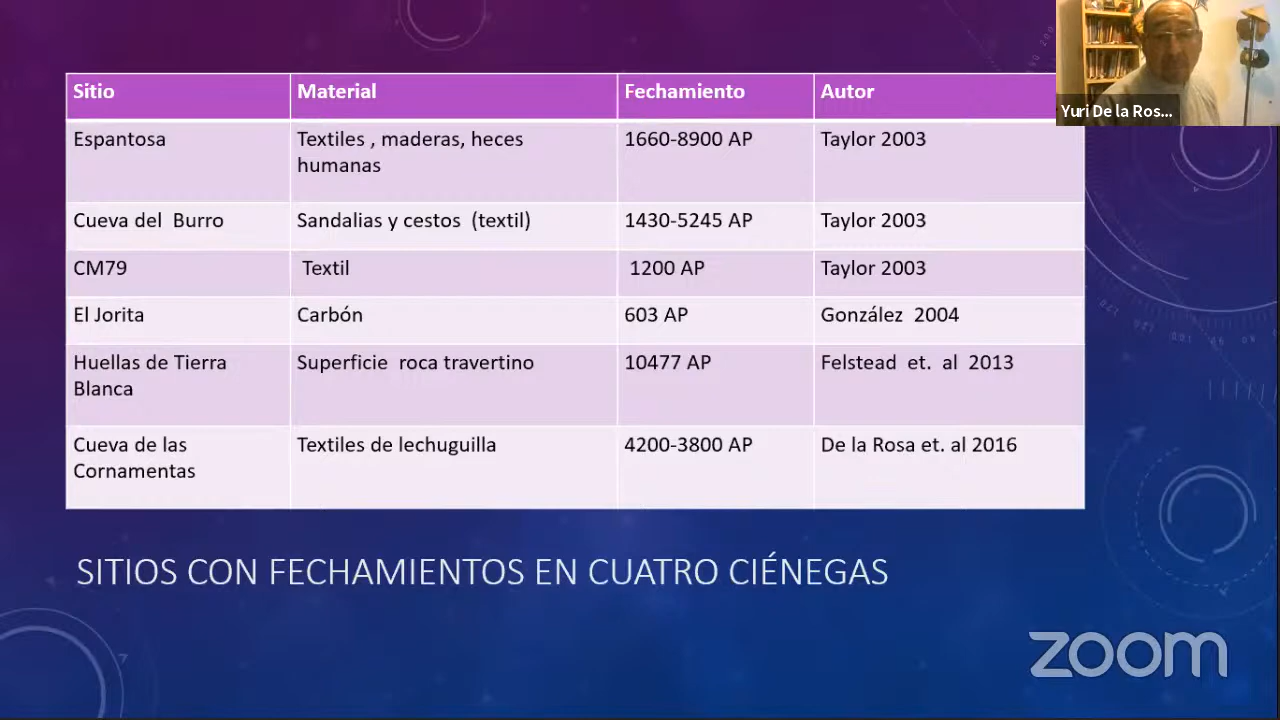 Sitio Material Fechamiento Autor
Espantosa Textiles , maderas, heces humanas 1660-8900 AP Taylor 2003
Cueva del Burro Sandalias y cestos (textil) 1430-5245 AP Taylor 2003
CM79 Textil 1200 AP Taylor 2003
El Jorita Carbón 603 AP González 2004
Huellas de Tierra Blanca Superficie roca travertino 10477 AP Felstead et. al 2013
Cueva de las Cornamentas Textiles de lechuguilla 4200-3800 AP De la Rosa et. al 2016
SITIOS CON FECHAMIENTOS EN CUATRO CIÉNEGAS
Yuri De la Ros...
zoom